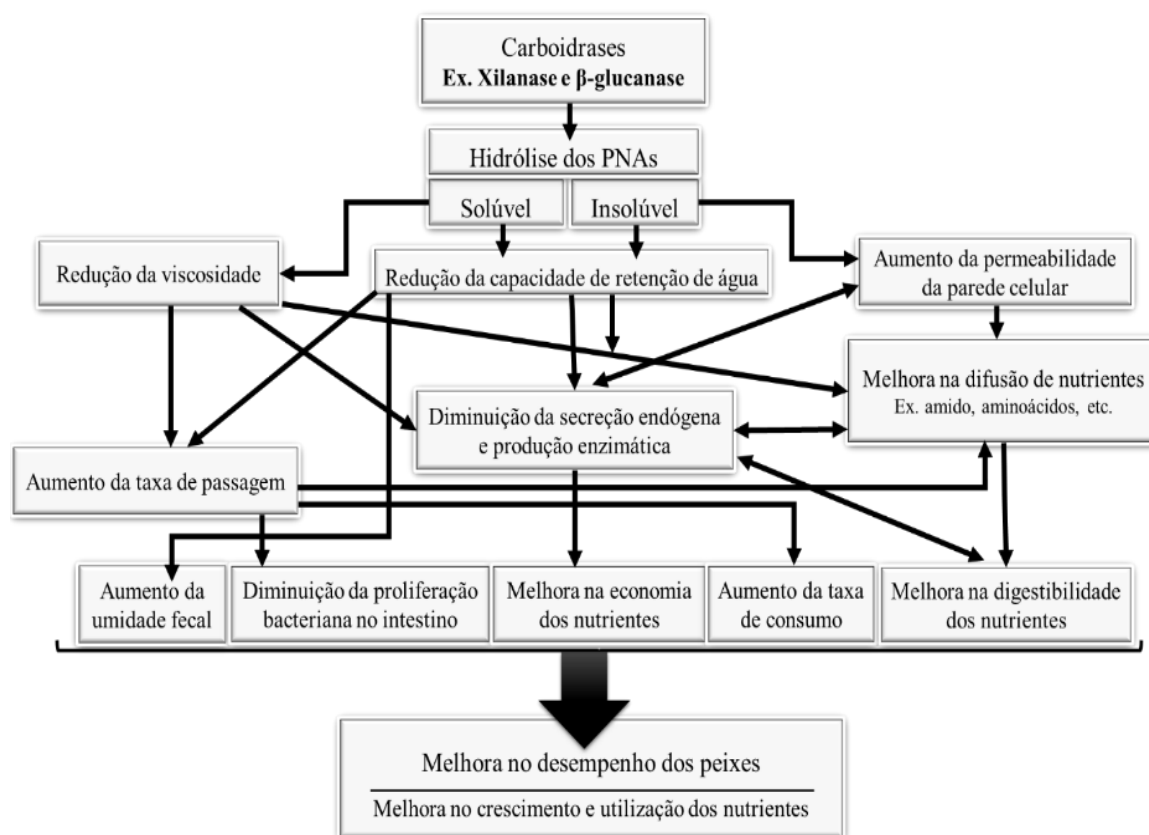 Carboidrases
Ex. Xilanase e β-glucanase
Hidrólise dos PNAs
Solúvel
Insolúvel
Redução da viscosidade
Redução da capacidade de retenção de água
Aumento da permeabilidade
da parede celular
Melhora na difusão de nutrientes
Ex. amido, aminoácidos, etc.
Diminuição da secreção endógena
e produção enzimática
Aumento da taxa de passagem
Aumento da
umidade fecal
Diminuição da proliferação
bacteriana no intestino
Melhora na economia
dos nutrientes
Aumento da taxa
de consumo
Melhora na digestibilidade
dos nutrientes
Melhora no desempenho dos peixes
Melhora no crescimento e utilização dos nutrientes